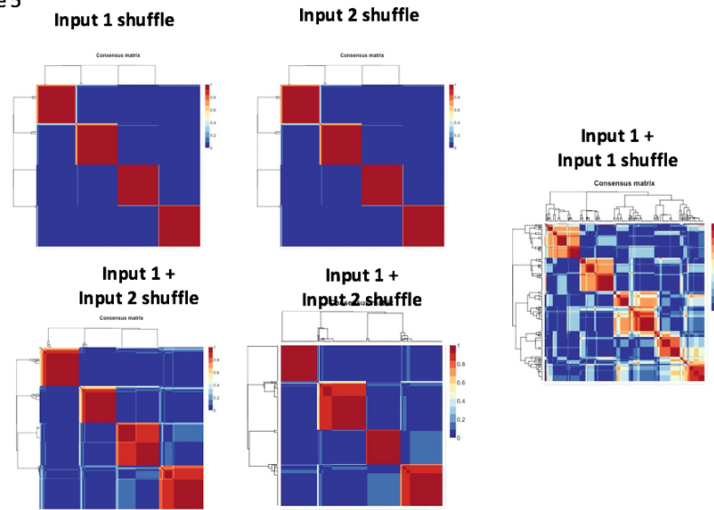 e 5
Input 1 shuffle
Input 2 shuffle
Consensus matrix
Consensus matrix
Input 1 +
Input 1 shuffle
Consensus matrix
Input 1 +
Input 2 shuffle
Consensus matrix
Input 1 +
Input 2 shuffle
1
0.8
0.6
0.4
0.2
0